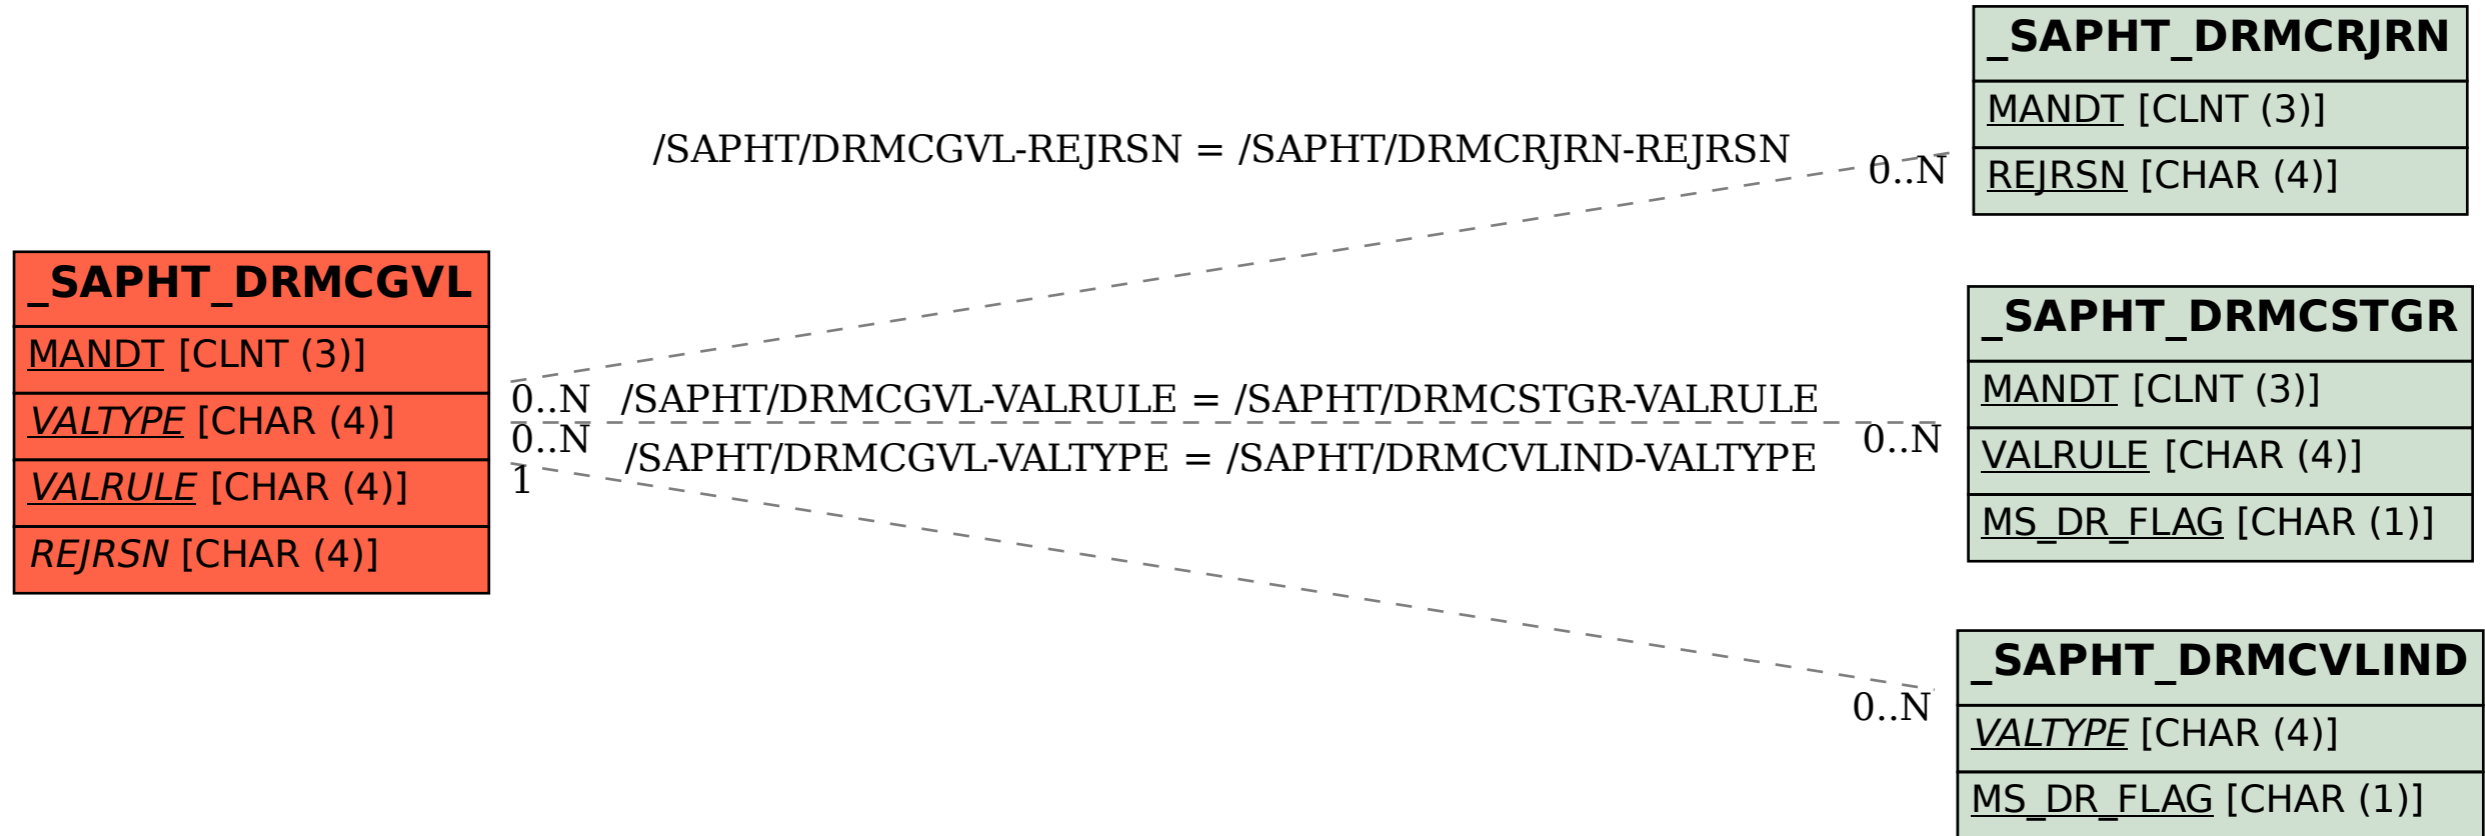 _SAPHT_DRMCRJRN
MANDT [CLNT (3)]
REJRSN [CHAR (4)]
/SAPHT/DRMCGVL-REJRSN = /SAPHT/DRMCRJRN-REJRSN
0..N
_SAPHT_DRMCGVL
MANDT [CLNT (3)]
VALTYPE [CHAR (4)]
VALRULE [CHAR (4)]
REJRSN [CHAR (4)]
0..N
/SAPHT/DRMCGVL-VALRULE = /SAPHT/DRMCSTGR-VALRULE
0..N
0..N
/SAPHT/DRMCGVL-VALTYPE = /SAPHT/DRMCVLIND-VALTYPE
1
0..N
_SAPHT_DRMCSTGR
MANDT [CLNT (3)]
VALRULE [CHAR (4)]
MS_DR_FLAG [CHAR (1)]
_SAPHT_DRMCVLIND
VALTYPE [CHAR (4)]
MS_DR_FLAG [CHAR (1)]